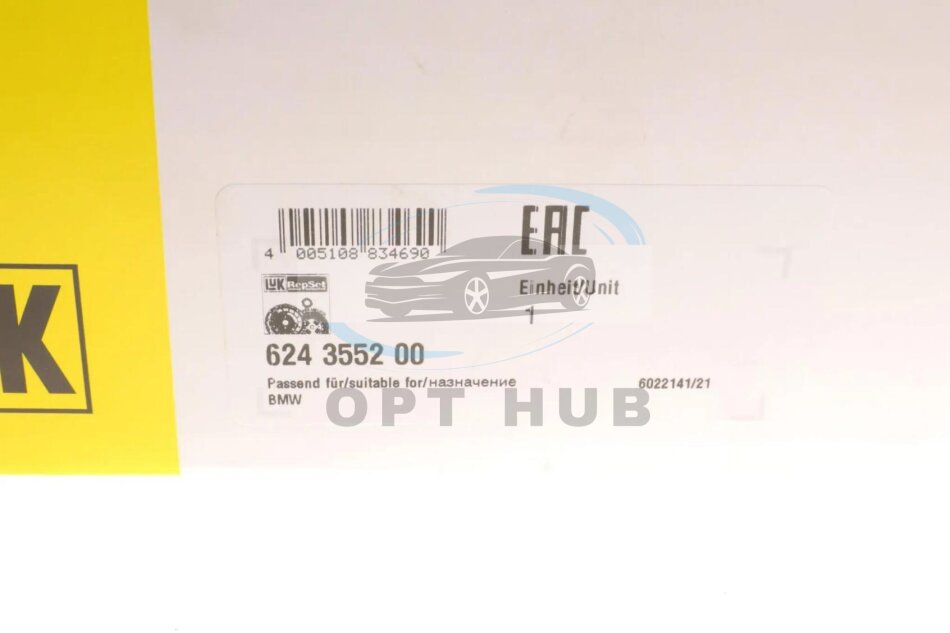 K
EAC
4 005108 834690
LUK RepSet
Einheit/Unit
1
624 3552 00
Passend für/suitable for/назначение
6022141/21
BMW
OPT HUB